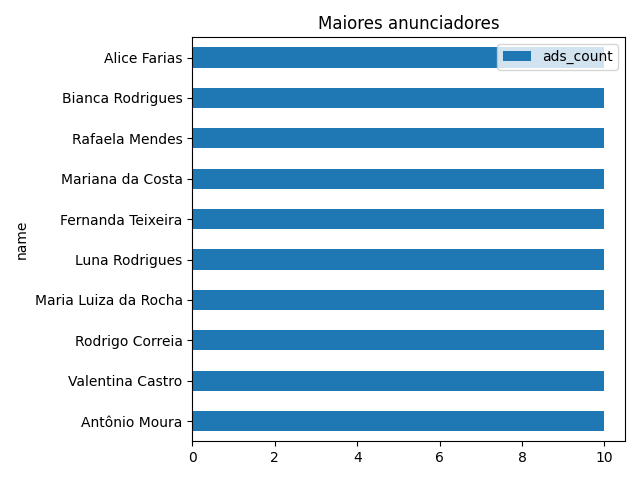 Maiores anunciadores
ads_count
Alice Farias
Bianca Rodrigues
Rafaela Mendes
Mariana da Costa
Fernanda Teixeira
Luna Rodrigues
Maria Luiza da Rocha
Rodrigo Correia
Valentina Castro
Antônio Moura
name
0 2 4 6 8 10